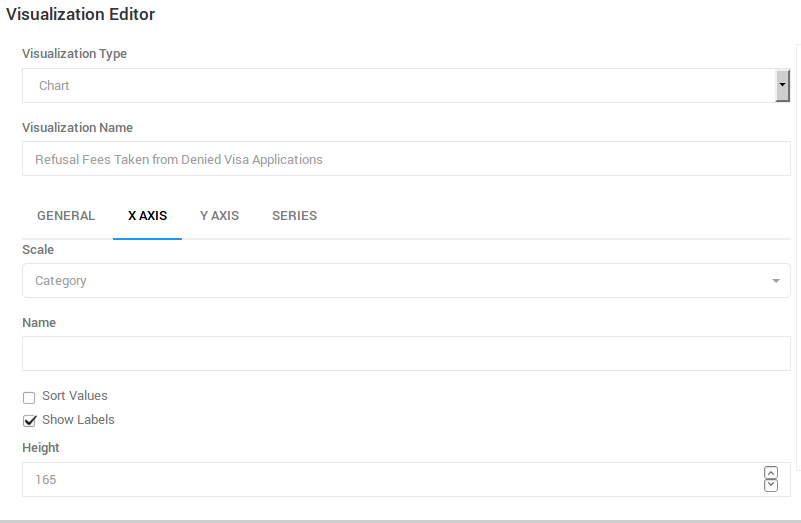 Visualization Editor
Visualization Type
Chart
Visualization Name
Refusal Fees Taken from Denied Visa Applications
GENERAL X AXIS Y AXIS SERIES
Scale
Category
Name
Sort Values
Show Labels
Height
165